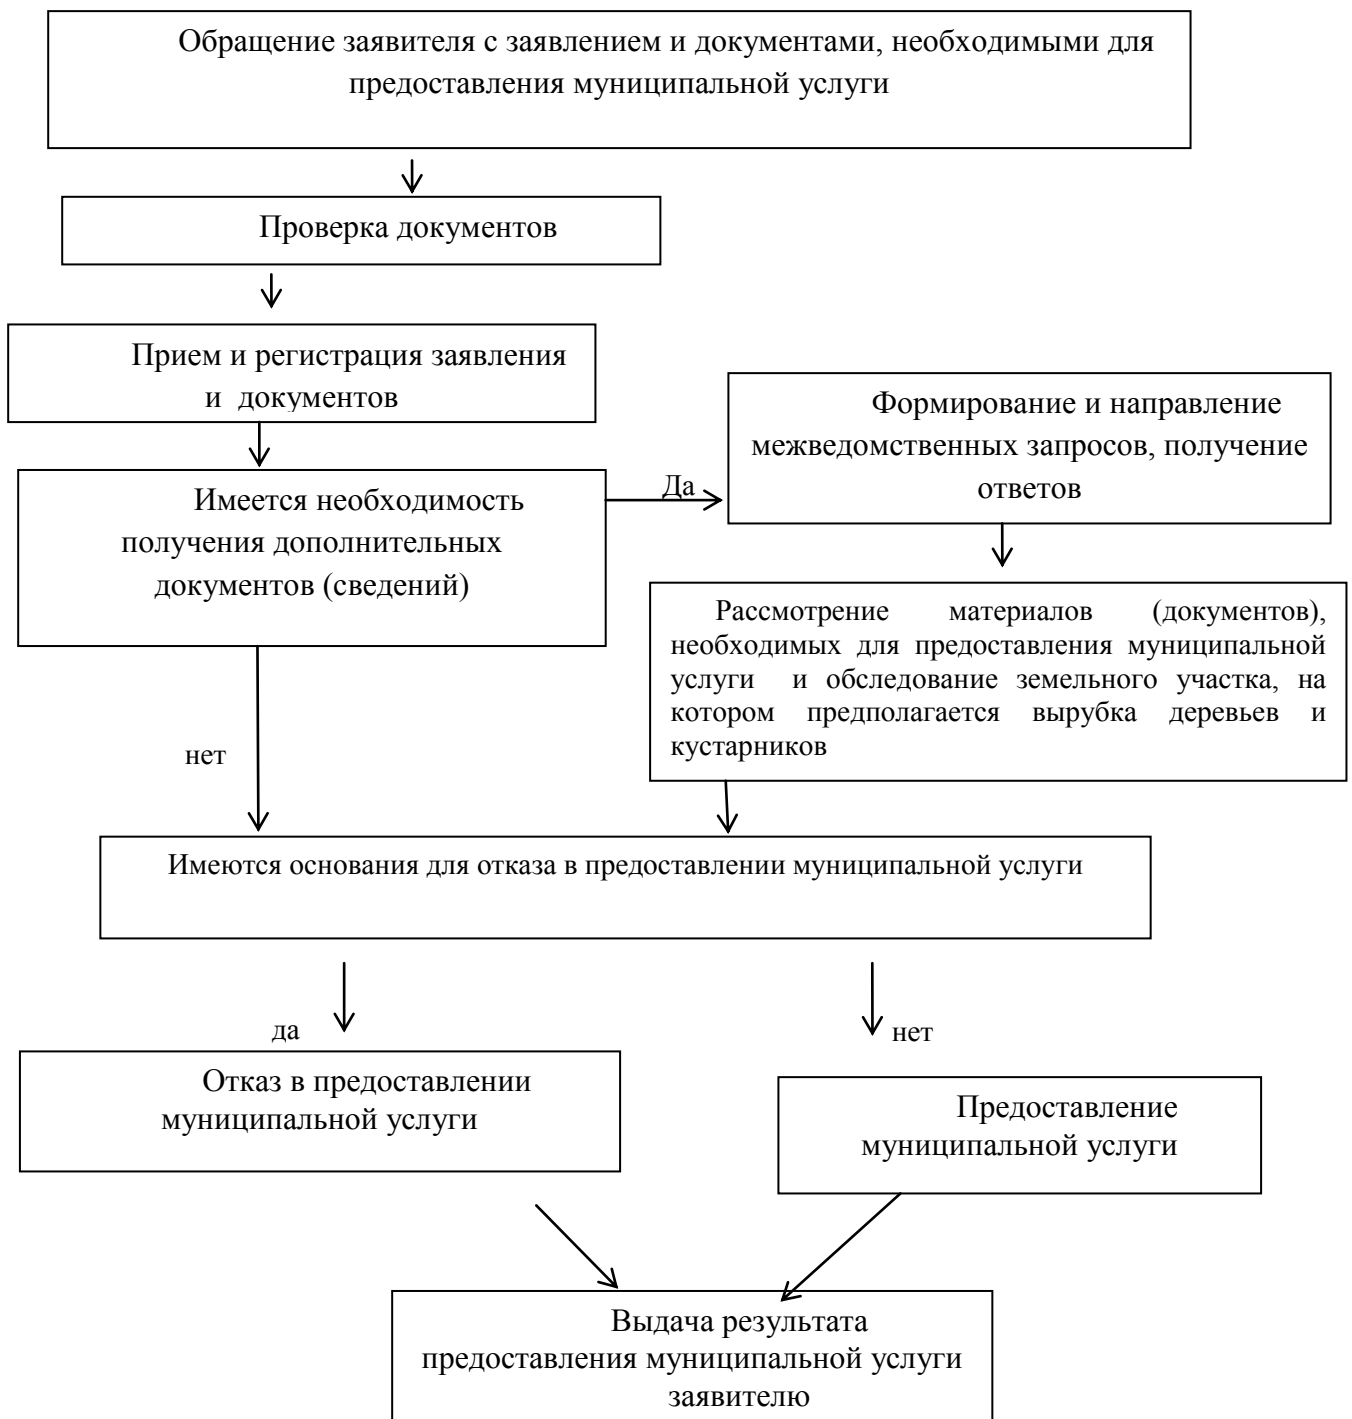 Обращение заявителя с заявлением и документами, необходимыми для
предоставления муниципальной услуги
Проверка документов
Прием и регистрация заявления
и документов
Формирование и направление
межведомственных запросов, получение
ответов
Да
Имеется необходимость
получения дополнительных
документов (сведений)
Рассмотрение материалов (документов),
необходимых для предоставления муниципальной
услуги и обследование земельного участка, на
котором предполагается вырубка деревьев и
кустарников
нет
Имеются основания для отказа в предоставлении муниципальной услуги
да
нет
Отказ в предоставлении
муниципальной услуги
Предоставление
муниципальной услуги
Выдача результата
предоставления муниципальной услуги
заявителю